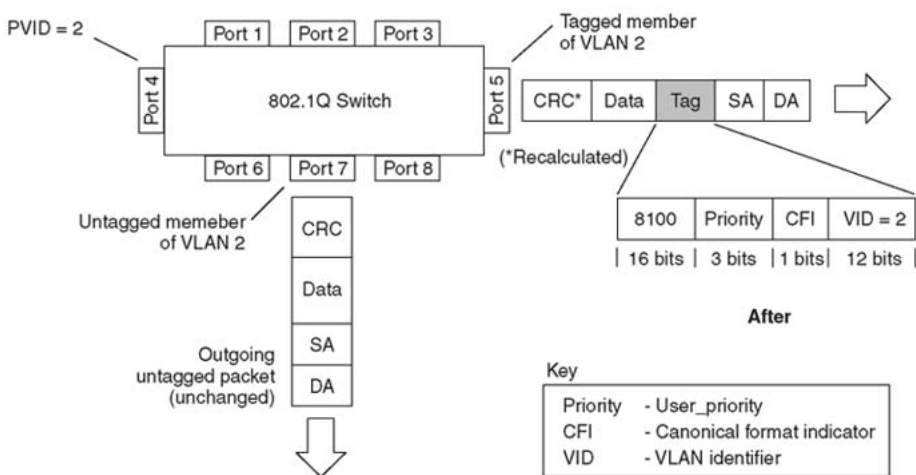 PVID = 2
Port 1
Port 2
Port 3
Tagged member
of VLAN 2
Port 4
802.1Q Switch
Port 5
CRC*
Data
Tag
SA
DA
(*Recalculated)
Port 6
Port 7
Port 8
Untagged memeber
of VLAN 2
8100
Priority
CFI
VID = 2
16 bits
3 bits
1 bits
12 bits
CRC
Data
SA
DA
After
Outgoing
untagged packet
(unchanged)
Key
Priority - User_priority
CFI - Canonical format indicator
VID - VLAN identifier